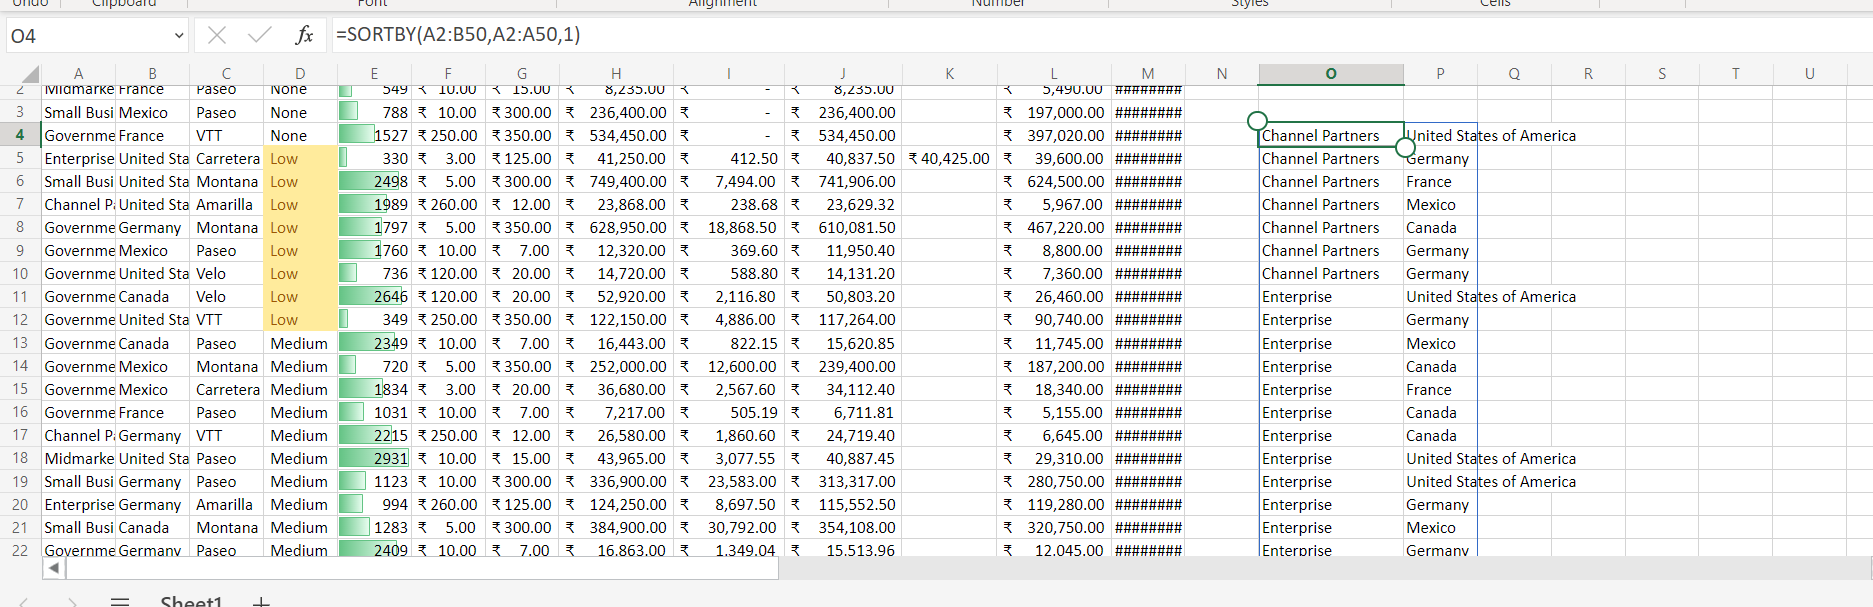 Undo Clipboard Font Alignment Number Styles Cells
O4 fx =SORTBY(A2:B50,A2:A50,1)
A B C D E F G H I J K L M N O P Q R S T U
2 Midmarke France Paseo None 549 ₹ 10.00 ₹ 15.00 ₹ 8,235.00 ₹ - ₹ 8,235.00 ₹ 5,490.00 ########
3 Small Busi Mexico Paseo None 788 ₹ 10.00 ₹ 300.00 ₹ 236,400.00 ₹ - ₹ 236,400.00 ₹ 197,000.00 ########
4 Governme France VTT None 1527 ₹ 250.00 ₹ 350.00 ₹ 534,450.00 ₹ - ₹ 534,450.00 ₹ 397,020.00 ######## Channel Partners United States of America
5 Enterprise United Sta Carretera Low 330 ₹ 3.00 ₹ 125.00 ₹ 41,250.00 ₹ 412.50 ₹ 40,837.50 ₹ 40,425.00 ₹ 39,600.00 ######## Channel Partners Germany
6 Small Busi United Sta Montana Low 2498 ₹ 5.00 ₹ 300.00 ₹ 749,400.00 ₹ 7,494.00 ₹ 741,906.00 ₹ 624,500.00 ######## Channel Partners France
7 Channel Pa United Sta Amarilla Low 1989 ₹ 260.00 ₹ 12.00 ₹ 23,868.00 ₹ 238.68 ₹ 23,629.32 ₹ 5,967.00 ######## Channel Partners Mexico
8 Governme Germany Montana Low 1797 ₹ 5.00 ₹ 350.00 ₹ 628,950.00 ₹ 18,868.50 ₹ 610,081.50 ₹ 467,220.00 ######## Channel Partners Canada
9 Governme Mexico Paseo Low 1760 ₹ 10.00 ₹ 7.00 ₹ 12,320.00 ₹ 369.60 ₹ 11,950.40 ₹ 8,800.00 ######## Channel Partners Germany
10 Governme United Sta Velo Low 736 ₹ 120.00 ₹ 20.00 ₹ 14,720.00 ₹ 588.80 ₹ 14,131.20 ₹ 7,360.00 ######## Channel Partners Germany
11 Governme Canada Velo Low 2646 ₹ 120.00 ₹ 20.00 ₹ 52,920.00 ₹ 2,116.80 ₹ 50,803.20 ₹ 26,460.00 ######## Enterprise United States of America
12 Governme United Sta VTT Low 349 ₹ 250.00 ₹ 350.00 ₹ 122,150.00 ₹ 4,886.00 ₹ 117,264.00 ₹ 90,740.00 ######## Enterprise Germany
13 Governme Canada Paseo Medium 2349 ₹ 10.00 ₹ 7.00 ₹ 16,443.00 ₹ 822.15 ₹ 15,620.85 ₹ 11,745.00 ######## Enterprise Mexico
14 Governme Mexico Montana Medium 720 ₹ 5.00 ₹ 350.00 ₹ 252,000.00 ₹ 12,600.00 ₹ 239,400.00 ₹ 187,200.00 ######## Enterprise Canada
15 Governme Mexico Carretera Medium 1834 ₹ 3.00 ₹ 20.00 ₹ 36,680.00 ₹ 2,567.60 ₹ 34,112.40 ₹ 18,340.00 ######## Enterprise France
16 Governme France Paseo Medium 1031 ₹ 10.00 ₹ 7.00 ₹ 7,217.00 ₹ 505.19 ₹ 6,711.81 ₹ 5,155.00 ######## Enterprise Canada
17 Channel Pa Germany VTT Medium 2215 ₹ 250.00 ₹ 12.00 ₹ 26,580.00 ₹ 1,860.60 ₹ 24,719.40 ₹ 6,645.00 ######## Enterprise Canada
18 Midmarke United Sta Paseo Medium 2931 ₹ 10.00 ₹ 15.00 ₹ 43,965.00 ₹ 3,077.55 ₹ 40,887.45 ₹ 29,310.00 ######## Enterprise United States of America
19 Small Busi Germany Paseo Medium 1123 ₹ 10.00 ₹ 300.00 ₹ 336,900.00 ₹ 23,583.00 ₹ 313,317.00 ₹ 280,750.00 ######## Enterprise United States of America
20 Enterprise Germany Amarilla Medium 994 ₹ 260.00 ₹ 125.00 ₹ 124,250.00 ₹ 8,697.50 ₹ 115,552.50 ₹ 119,280.00 ######## Enterprise Germany
21 Small Busi Canada Montana Medium 1283 ₹ 5.00 ₹ 300.00 ₹ 384,900.00 ₹ 30,792.00 ₹ 354,108.00 ₹ 320,750.00 ######## Enterprise Mexico
22 Governme Germany Paseo Medium 2409 ₹ 10.00 ₹ 7.00 ₹ 16,863.00 ₹ 1,349.04 ₹ 15,513.96 ₹ 12,045.00 ######## Enterprise Germany
Sheet1